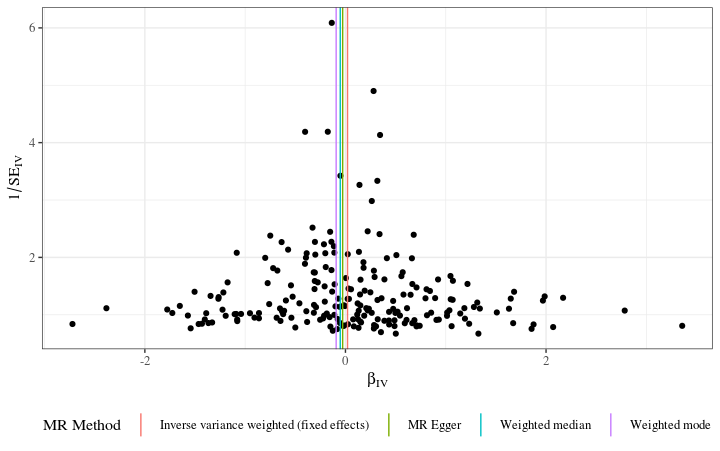 6
4
2
1/SE_IV
-2
0
2
β_IV
MR Method Inverse variance weighted (fixed effects) MR Egger Weighted median Weighted mode